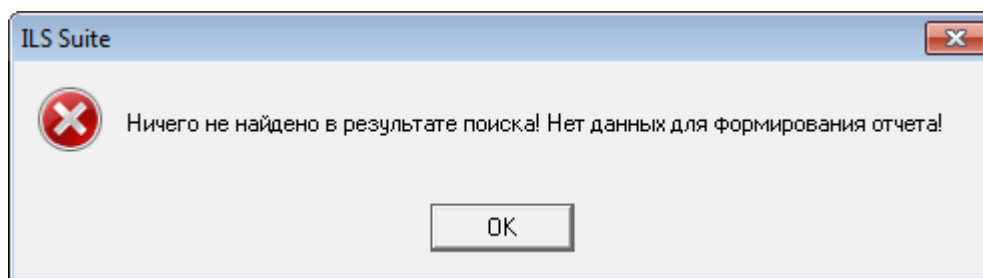 ILS Suite
Ничего не найдено в результате поиска! Нет данных для формирования отчета!
OK